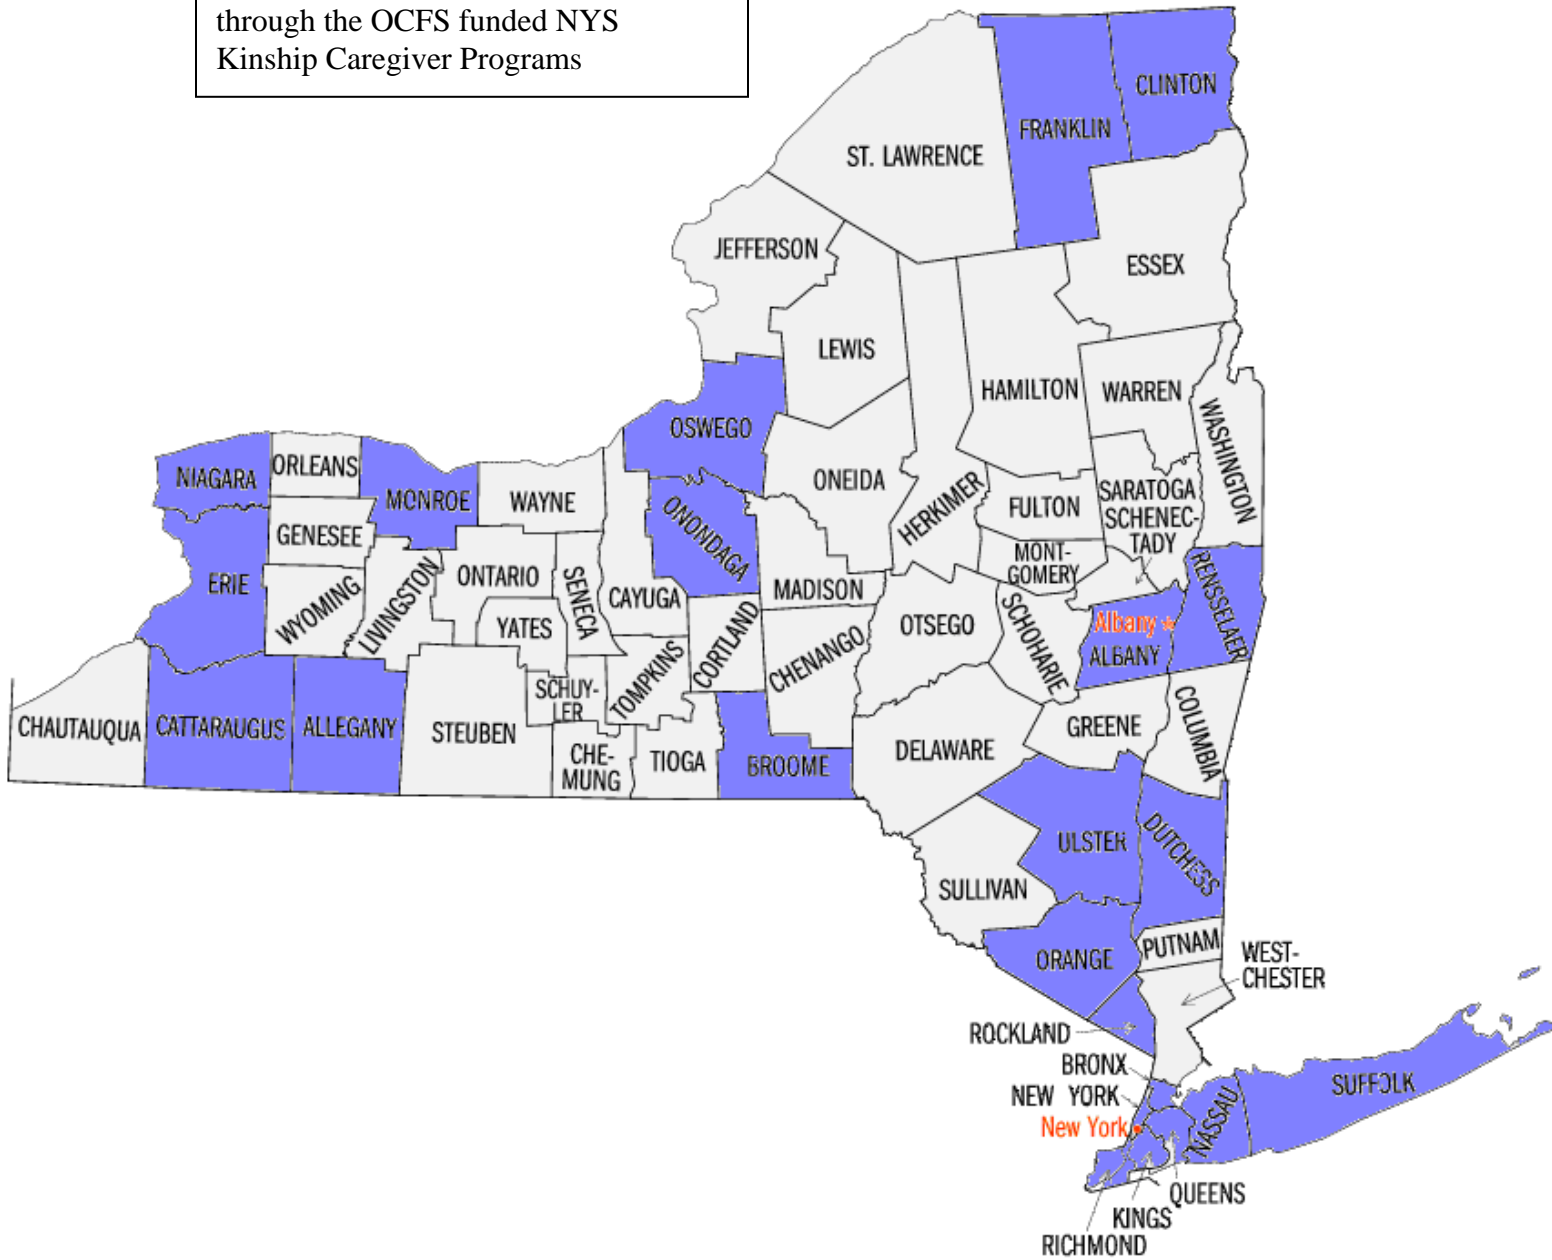 through the OCFS funded NYS
Kinship Caregiver Programs
CLINTON
FRANKLIN
ST. LAWRENCE
JEFFERSON
ESSEX
LEWIS
HAMILTON
WARREN
WASHINGTON
OSWEGO
ORLEANS
NIAGARA
MONROE
WAYNE
ONEIDA
HERKIMER
FULTON
SARATOGA
SCHENEC-
TADY
GENESEE
ONONDAGA
MONT-
GOMERY
RENSSELAER
ERIE
WYOMING
LIVINGSTON
ONTARIO
SENECA
CAYUGA
MADISON
YATES
CORTLAND
CHENANGO
OTSEGO
SCHOHARIE
Albany
ALBANY
TOMPKINS
SCHUY-
LER
CHAUTAUQUA
CATTARAUGUS
ALLEGANY
STEUBEN
CHE-
MUNG
TIOGA
BROOME
DELAWARE
GREENE
COLUMBIA
ULSTER
DUTCHESS
SULLIVAN
ORANGE
PUTNAM
WEST-
CHESTER
ROCKLAND
BRONX
NEW YORK
New York
NASSAU
SUFFOLK
QUEENS
KINGS
RICHMOND